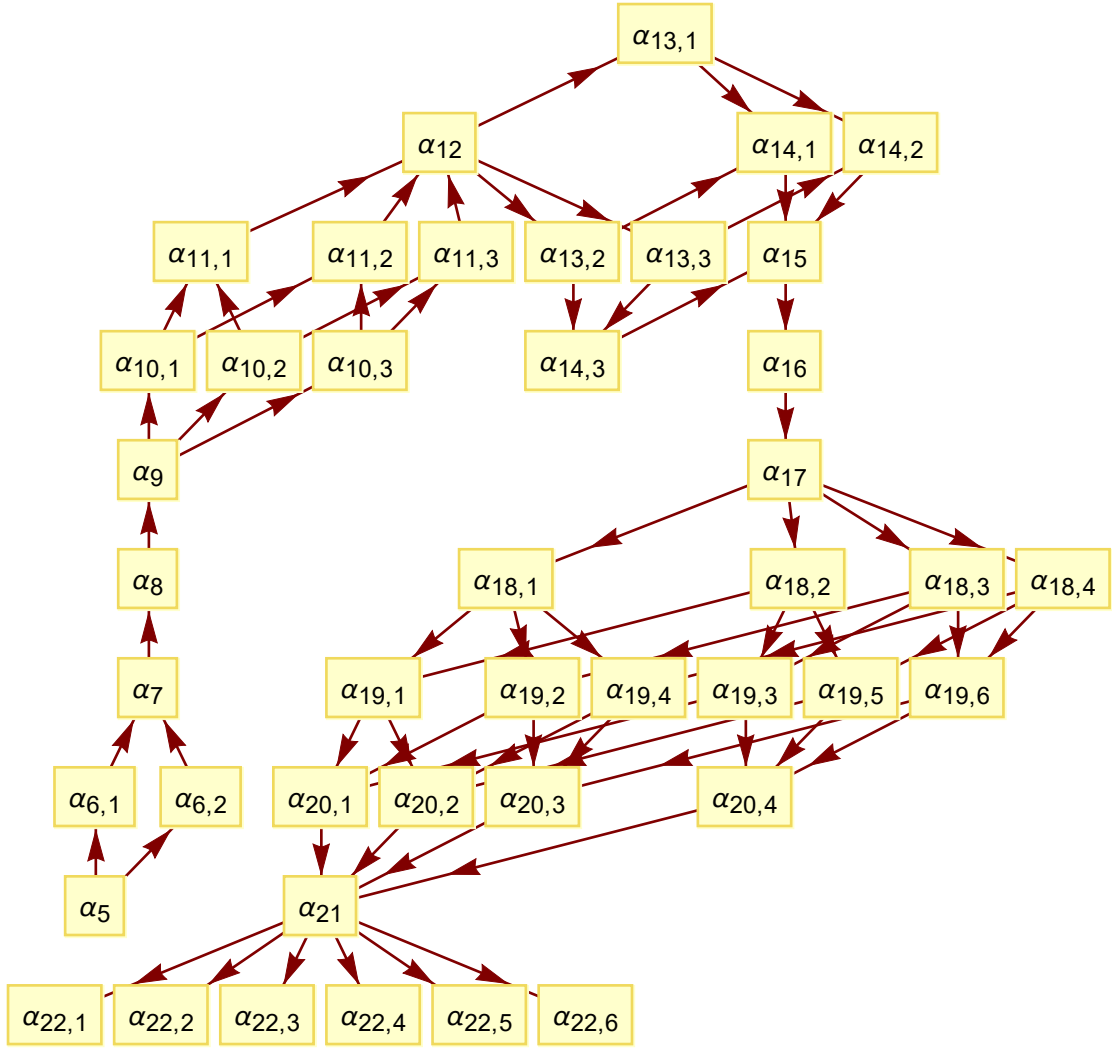 α13,1
α12
α14,1
α14,2
α11,1
α11,2
α11,3
α13,2
α13,3
α15
α10,1
α10,2
α10,3
α14,3
α16
α9
α17
α8
α18,1
α18,2
α18,3
α18,4
α7
α19,1
α19,2
α19,4
α19,3
α19,5
α19,6
α6,1
α6,2
α20,1
α20,2
α20,3
α20,4
α5
α21
α22,1
α22,2
α22,3
α22,4
α22,5
α22,6